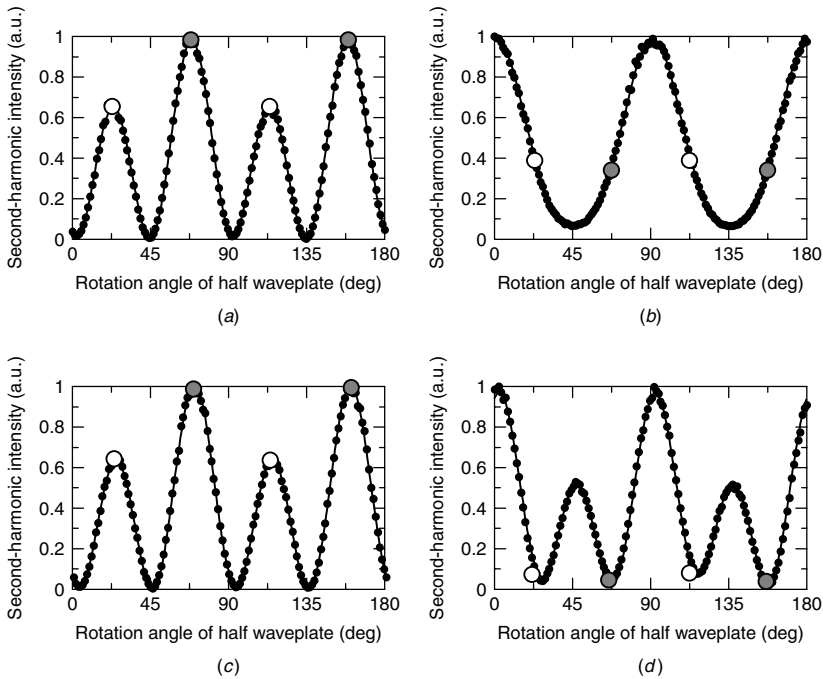 Second-harmonic intensity (a.u.)
1
0.8
0.6
0.4
0.2
0
0 45 90 135 180
Rotation angle of half waveplate (deg)
(a)
Second-harmonic intensity (a.u.)
1
0.8
0.6
0.4
0.2
0
0 45 90 135 180
Rotation angle of half waveplate (deg)
(b)
Second-harmonic intensity (a.u.)
1
0.8
0.6
0.4
0.2
0
0 45 90 135 180
Rotation angle of half waveplate (deg)
(c)
Second-harmonic intensity (a.u.)
1
0.8
0.6
0.4
0.2
0
0 45 90 135 180
Rotation angle of half waveplate (deg)
(d)